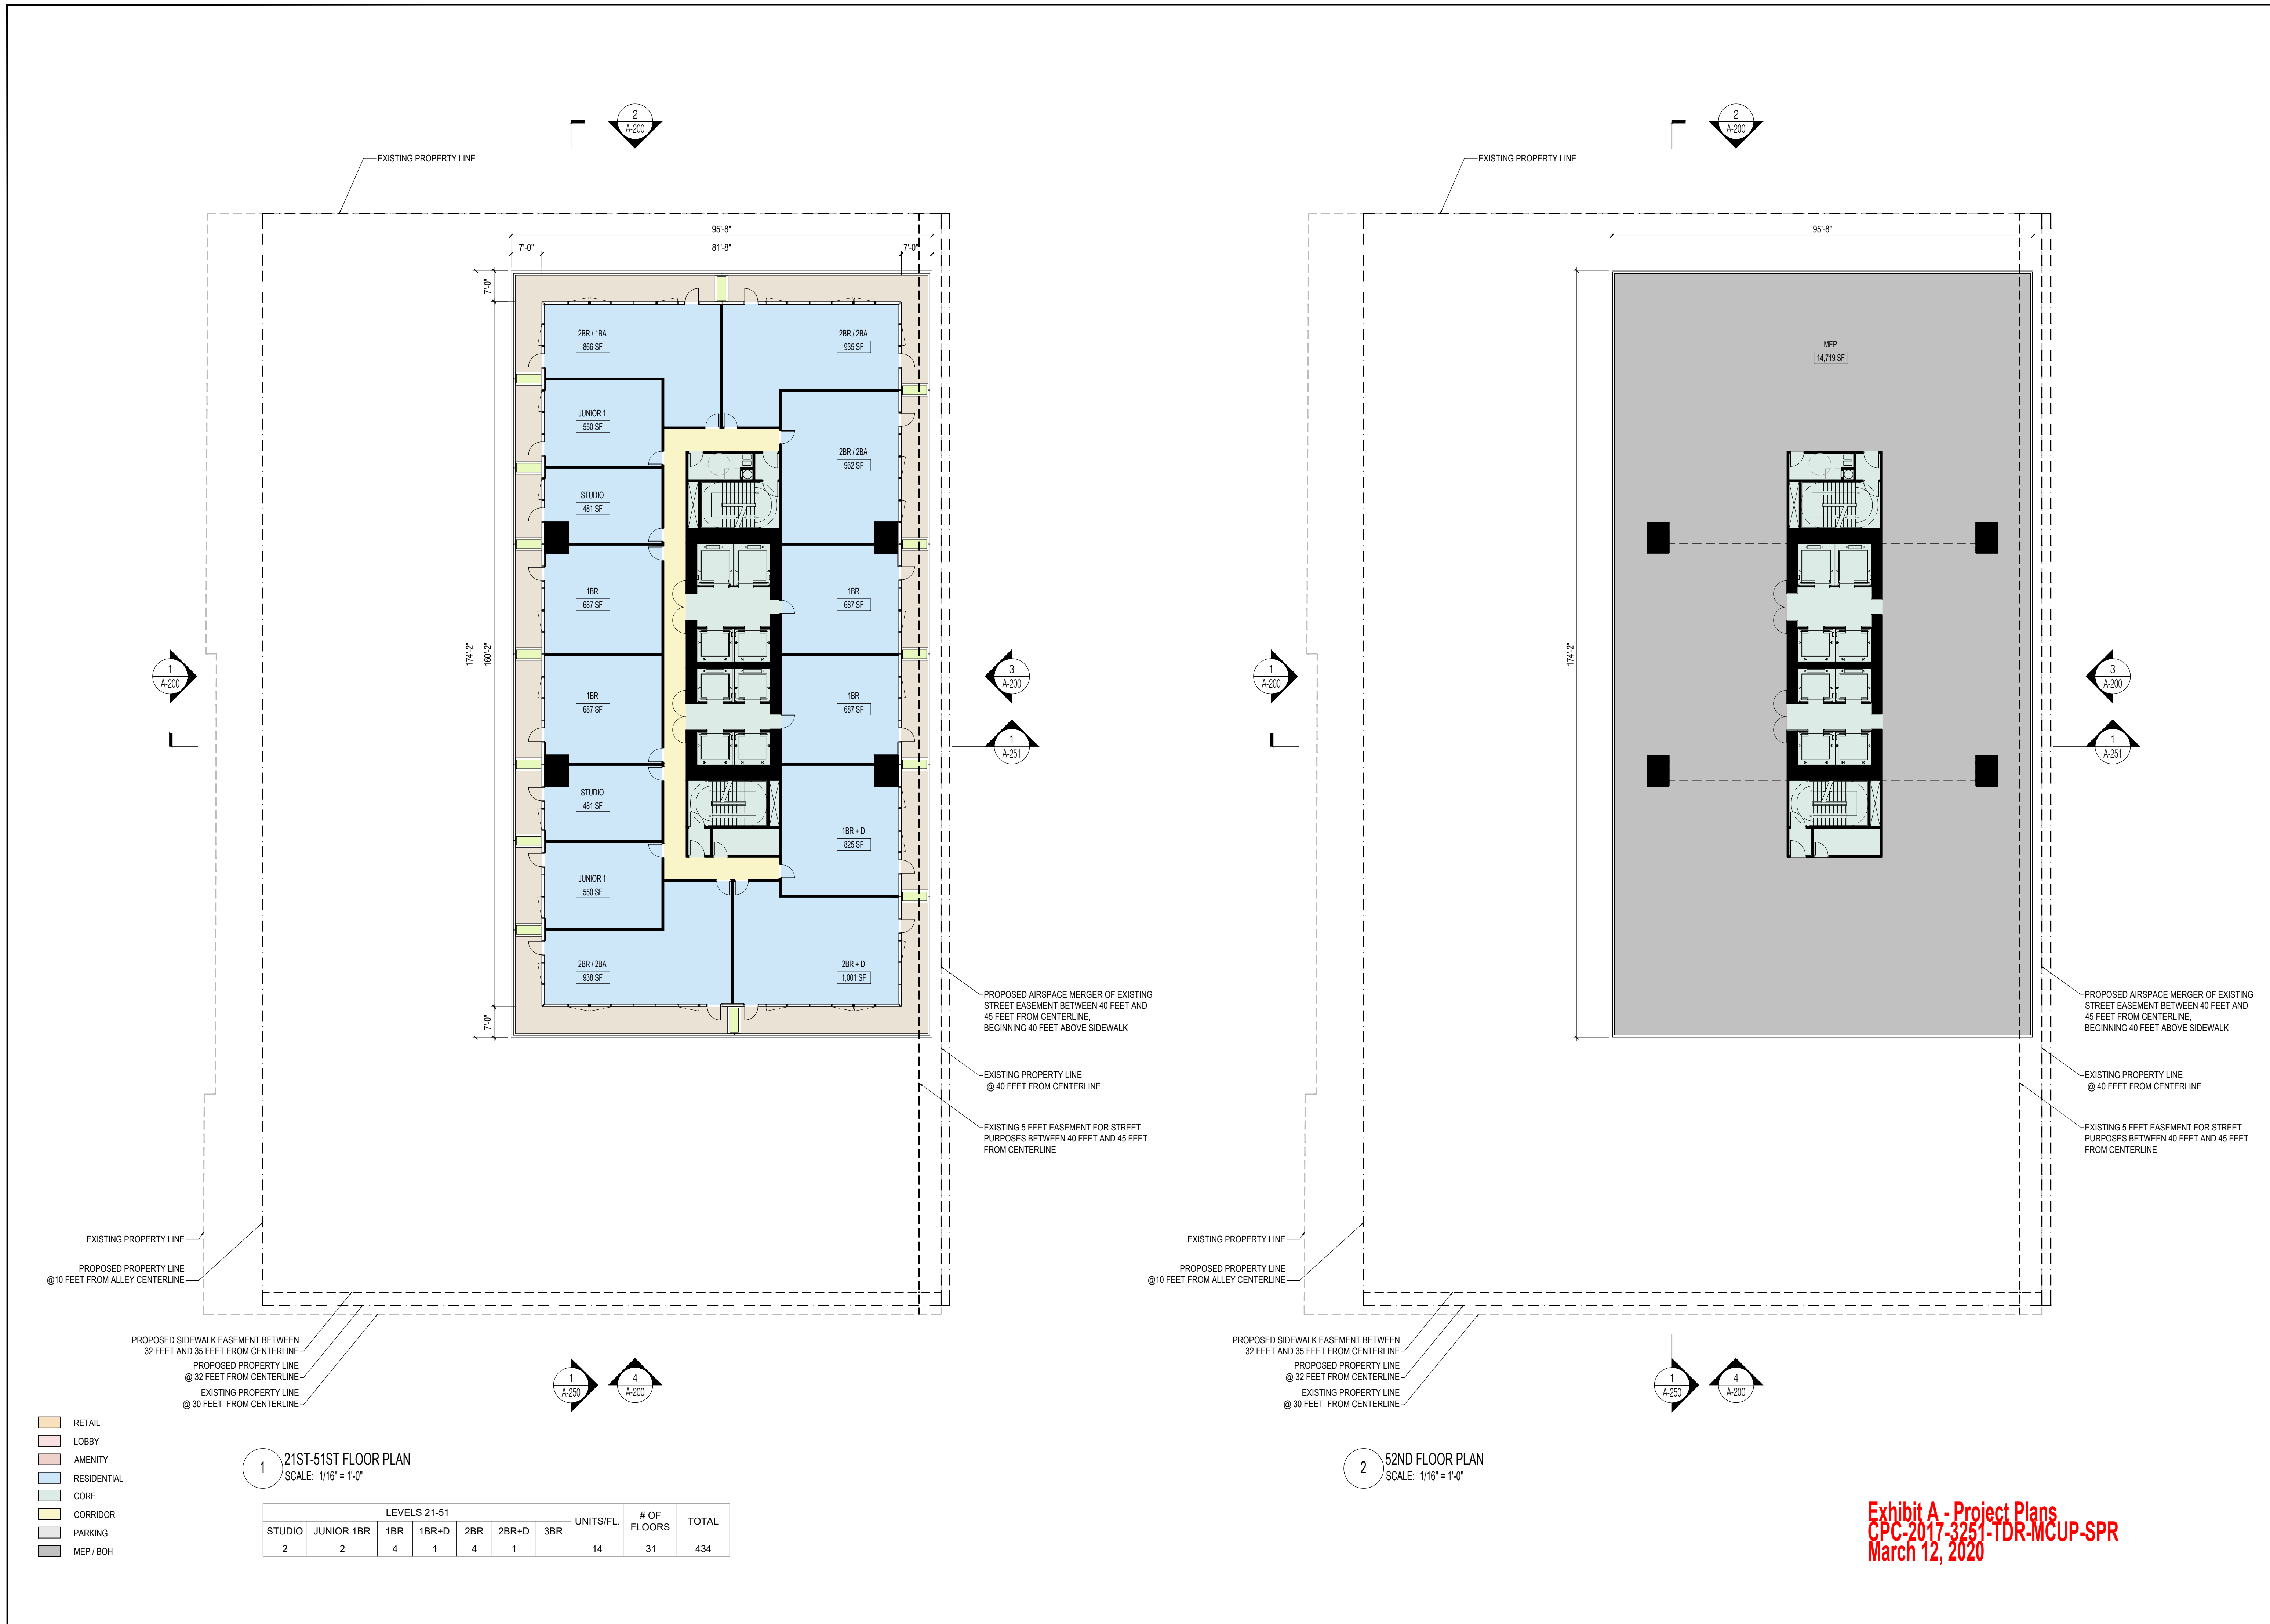 2
A-200
EXISTING PROPERTY LINE
95'-8"
7'-0"
81'-8"
7'-0"
7'-0"
174'-2"
160'-2"
7'-0"
2BR / 1BA
866 SF
2BR / 2BA
935 SF
JUNIOR 1
550 SF
2BR / 2BA
962 SF
STUDIO
481 SF
1BR
687 SF
1BR
687 SF
1BR
687 SF
1BR
687 SF
STUDIO
481 SF
1BR + D
825 SF
JUNIOR 1
550 SF
2BR / 2BA
938 SF
2BR + D
1,001 SF
1
A-200
3
A-200
1
A-251
PROPOSED AIRSPACE MERGER OF EXISTING
STREET EASEMENT BETWEEN 40 FEET AND
45 FEET FROM CENTERLINE,
BEGINNING 40 FEET ABOVE SIDEWALK
EXISTING PROPERTY LINE
@ 40 FEET FROM CENTERLINE
EXISTING 5 FEET EASEMENT FOR STREET
PURPOSES BETWEEN 40 FEET AND 45 FEET
FROM CENTERLINE
EXISTING PROPERTY LINE
PROPOSED PROPERTY LINE
@10 FEET FROM ALLEY CENTERLINE
PROPOSED SIDEWALK EASEMENT BETWEEN
32 FEET AND 35 FEET FROM CENTERLINE
PROPOSED PROPERTY LINE
@ 32 FEET FROM CENTERLINE
EXISTING PROPERTY LINE
@ 30 FEET FROM CENTERLINE
1
A-250
4
A-200
2
A-200
EXISTING PROPERTY LINE
95'-8"
174'-2"
MEP
14,719 SF
1
A-200
3
A-200
1
A-251
PROPOSED AIRSPACE MERGER OF EXISTING
STREET EASEMENT BETWEEN 40 FEET AND
45 FEET FROM CENTERLINE,
BEGINNING 40 FEET ABOVE SIDEWALK
EXISTING PROPERTY LINE
@ 40 FEET FROM CENTERLINE
EXISTING 5 FEET EASEMENT FOR STREET
PURPOSES BETWEEN 40 FEET AND 45 FEET
FROM CENTERLINE
EXISTING PROPERTY LINE
PROPOSED PROPERTY LINE
@10 FEET FROM ALLEY CENTERLINE
PROPOSED SIDEWALK EASEMENT BETWEEN
32 FEET AND 35 FEET FROM CENTERLINE
PROPOSED PROPERTY LINE
@ 32 FEET FROM CENTERLINE
EXISTING PROPERTY LINE
@ 30 FEET FROM CENTERLINE
1
A-250
4
A-200
RETAIL
LOBBY
AMENITY
RESIDENTIAL
CORE
CORRIDOR
PARKING
MEP / BOH
1
21ST-51ST FLOOR PLAN
SCALE: 1/16" = 1'-0"
LEVELS 21-51 UNITS/FL. # OF FLOORS TOTAL
STUDIO JUNIOR 1BR 1BR 1BR+D 2BR 2BR+D 3BR
2 2 4 1 4 1 14 31 434
2
52ND FLOOR PLAN
SCALE: 1/16" = 1'-0"
Exhibit A - Project Plans
CPC-2017-3251-TDR-MCUP-SPR
March 12, 2020